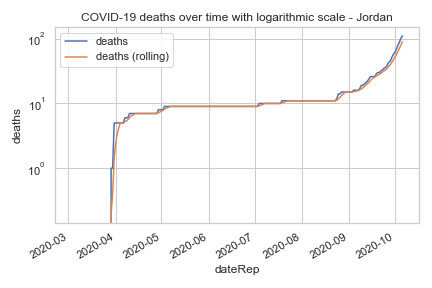 COVID-19 deaths over time with logarithmic scale - Jordan
deaths
deaths (rolling)
10²
10¹
10⁰
deaths
2020-03
2020-04
2020-05
2020-06
2020-07
2020-08
2020-09
2020-10
dateRep